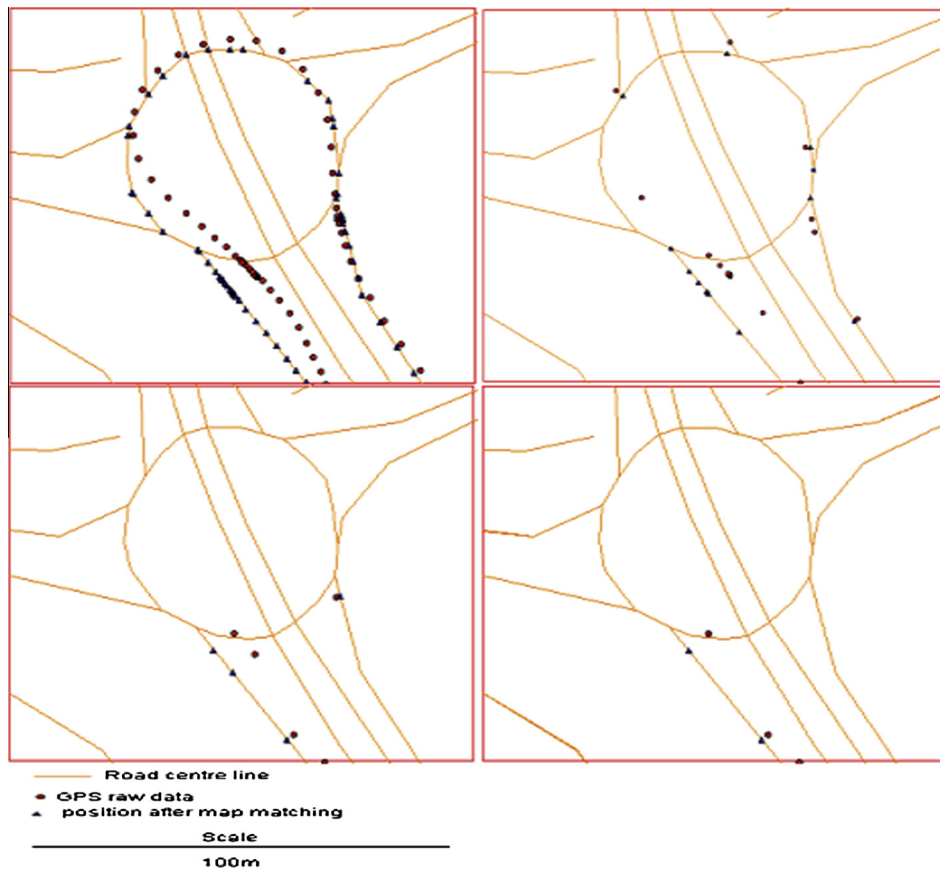 Road centre line
GPS raw data
position after map matching
Scale
100m